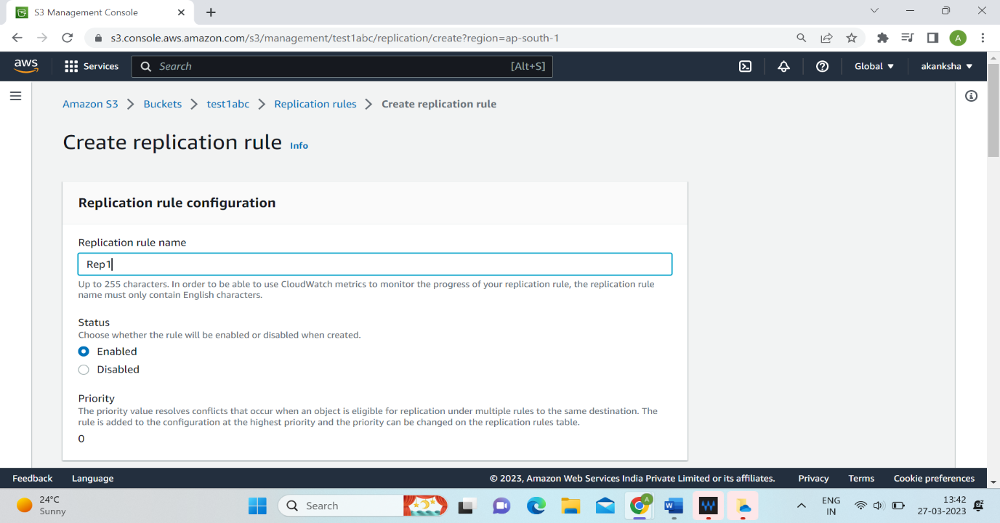 S3 Management Console
s3.console.aws.amazon.com/s3/management/test1abc/replication/create?region=ap-south-1
A
aws
Services
Search
[Alt+S]
Global
akanksha
Amazon S3
Buckets
test1abc
Replication rules
Create replication rule
Create replication rule Info
Replication rule configuration
Replication rule name
Rep1
Up to 255 characters. In order to be able to use CloudWatch metrics to monitor the progress of your replication rule, the replication rule
name must only contain English characters.
Status
Choose whether the rule will be enabled or disabled when created.
Enabled
Disabled
Priority
The priority value resolves conflicts that occur when an object is eligible for replication under multiple rules to the same destination. The
rule is added to the configuration at the highest priority and the priority can be changed on the replication rules table.
0
Feedback
Language
© 2023, Amazon Web Services India Private Limited or its affiliates.
Privacy
Terms
Cookie preferences
24°C
Sunny
Search
A
W
ENG
IN
13:42
27-03-2023